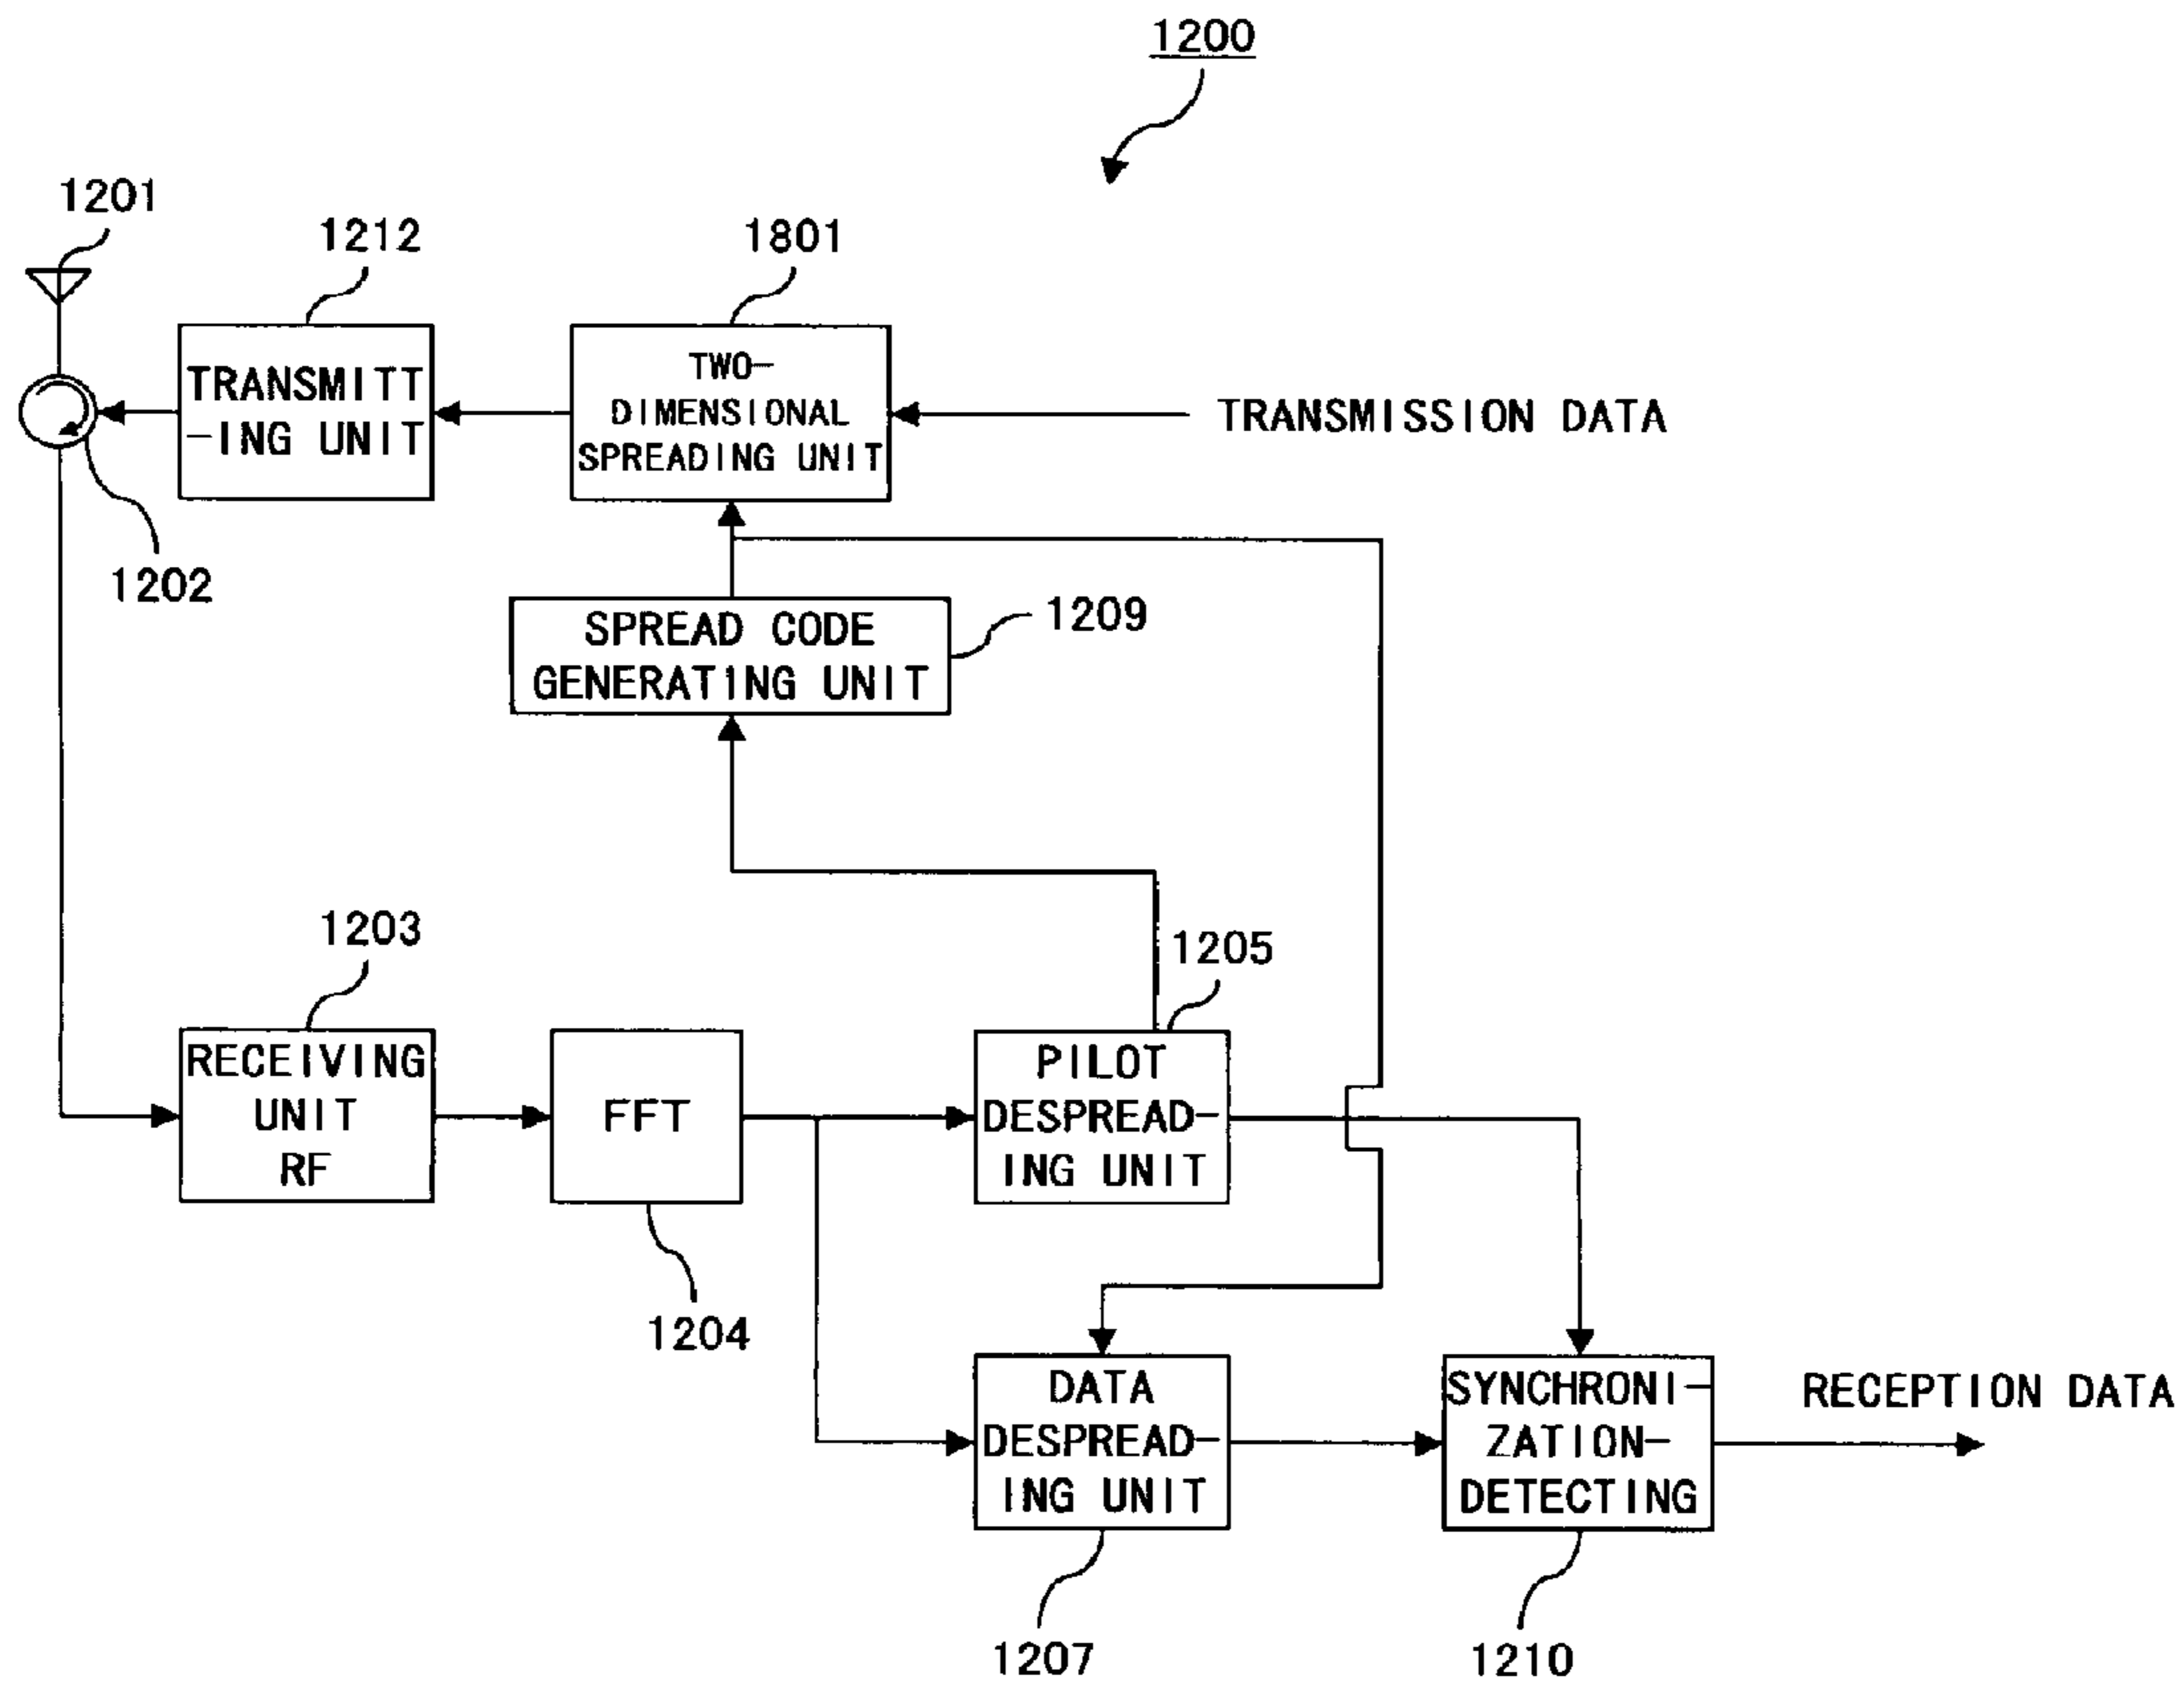 1200
1201
1212
1801
TRANSMITT
-ING UNIT
TWO-
DIMENSIONAL
SPREADING UNIT
TRANSMISSION DATA
1202
SPREAD CODE
GENERATING UNIT
1209
1203
1205
RECEIVING
UNIT
RF
FFT
PILOT
DESPREAD-
ING UNIT
1204
DATA
DESPREAD-
ING UNIT
SYNCHRONI-
ZATION-
DETECTING
RECEPTION DATA
1207
1210